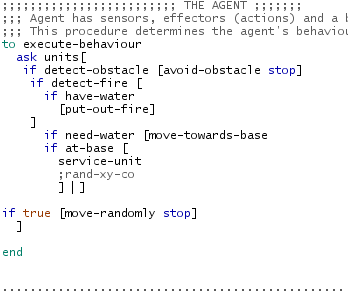 ;;;;;;;;;;;;;;;;;;;;;;;; THE AGENT ;;;;;;;
;;; Agent has sensors, effectors (actions) and a b
;;; This procedure determines the agent's behaviou
to execute-behaviour
ask units[
if detect-obstacle [avoid-obstacle stop]
if detect-fire [
if have-water
[put-out-fire]
]
if need-water [move-towards-base
if at-base [
service-unit
;rand-xy-co
] ]
if true [move-randomly stop]
]
end